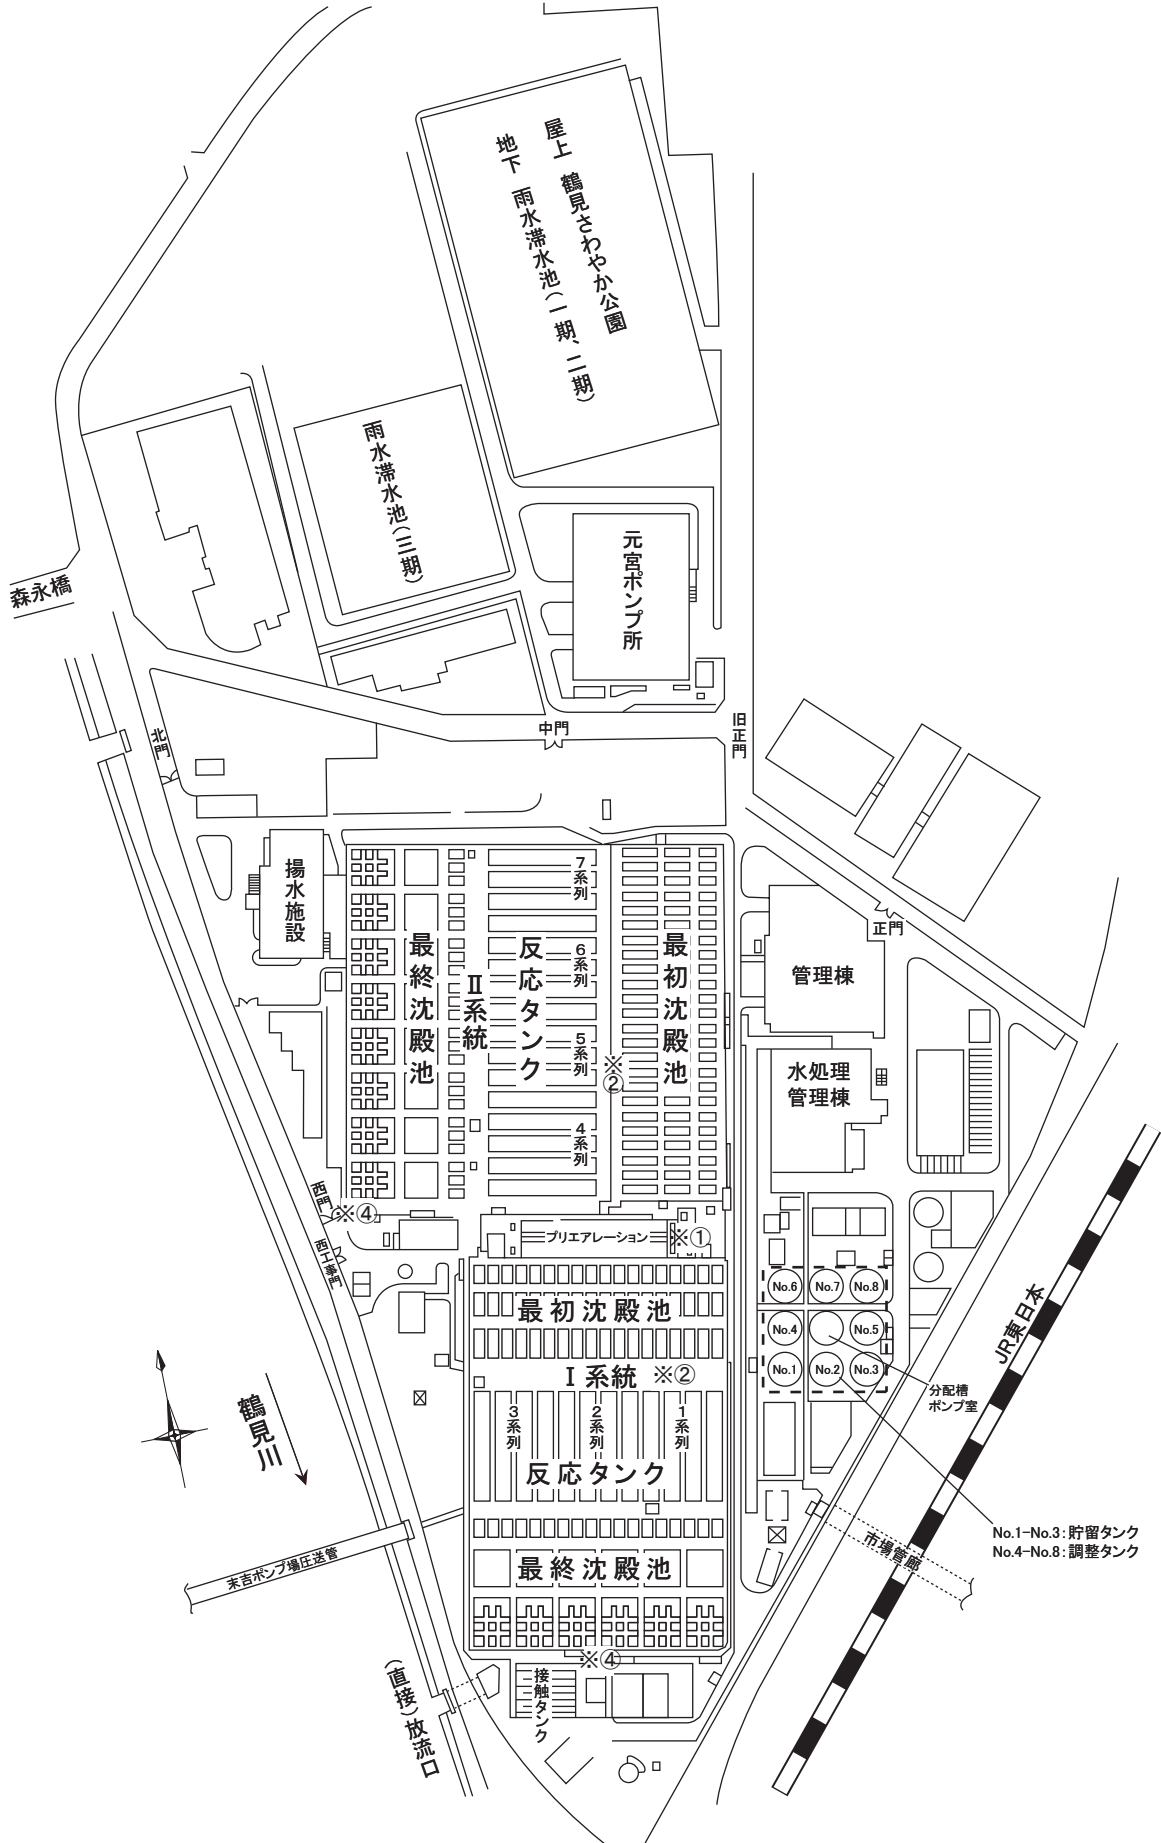 屋上 鶴見さわやか公園
地下 雨水滞水池(一期、二期)
雨水滞水池(三期)
元宮ポンプ所
森永橋
北門
中門
旧正門
正門
揚水施設
最終沈殿池
Ⅱ系統
反応タンク
7系列
6系列
5系列
4系列
※②
最初沈殿池
管理棟
水処理
管理棟
西門
※④
西工事門
プリエアレーション
※①
No.6
No.7
No.8
No.4
No.5
No.1
No.2
No.3
分配槽
ポンプ室
JR東日本
最初沈殿池
Ⅰ系統 ※②
3系列
2系列
1系列
反応タンク
鶴見川
No.1-No.3:貯留タンク
No.4-No.8:調整タンク
市場管廊
末吉ポンプ場圧送管
最終沈殿池
※④
接触タンク
(直接)放流口